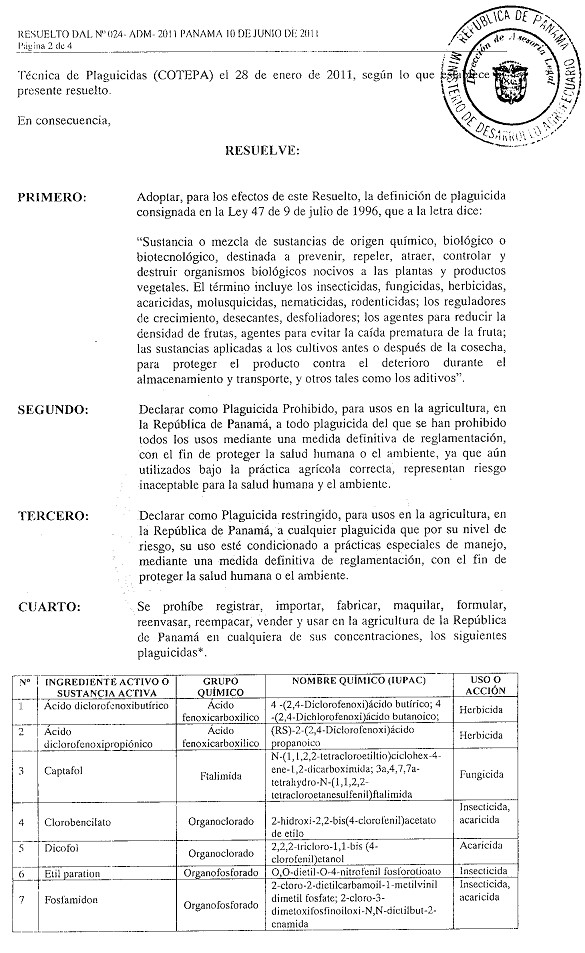 RESUELTO DAL Nº 024- ADM- 2011 PANAMA 10 DE JUNIO DE 2011
Página 2 de 4
REPUBLICA DE PANAMA
Dirección de Asesoría Legal
MINISTERIO DE DESARROLLO AGROPECUARIO
Técnica de Plaguicidas (COTEPA) el 28 de enero de 2011, según lo que establece
presente resuelto.
En consecuencia,
RESUELVE:
PRIMERO: Adoptar, para los efectos de este Resuelto, la definición de plaguicida
consignada en la Ley 47 de 9 de julio de 1996, que a la letra dice:
“Sustancia o mezcla de sustancias de origen químico, biológico o
biotecnológico, destinada a prevenir, repeler, atraer, controlar y
destruir organismos biológicos nocivos a las plantas y productos
vegetales. El término incluye los insecticidas, fungicidas, herbicidas,
acaricidas, molusquicidas, nematicidas, rodenticidas; los reguladores
de crecimiento, desecantes, desfoliadores; los agentes para reducir la
densidad de frutas, agentes para evitar la caída prematura de la fruta;
las sustancias aplicadas a los cultivos antes o después de la cosecha,
para proteger el producto contra el deterioro durante el
almacenamiento y transporte, y otros tales como los aditivos”.
SEGUNDO: Declarar como Plaguicida Prohibido, para usos en la agricultura, en
la República de Panamá, a todo plaguicida del que se han prohibido
todos los usos mediante una medida definitiva de reglamentación,
con el fin de proteger la salud humana o el ambiente, ya que aún
utilizados bajo la práctica agrícola correcta, representan riesgo
inaceptable para la salud humana y el ambiente.
TERCERO: Declarar como Plaguicida restringido, para usos en la agricultura, en
la República de Panamá, a cualquier plaguicida que por su nivel de
riesgo, su uso esté condicionado a prácticas especiales de manejo,
mediante una medida definitiva de reglamentación, con el fin de
proteger la salud humana o el ambiente.
CUARTO: Se prohíbe registrar, importar, fabricar, maquilar, formular,
reenvasar, reempacar, vender y usar en la agricultura de la República
de Panamá en cualquiera de sus concentraciones, los siguientes
plaguicidas*.
Nº INGREDIENTE ACTIVO O SUSTANCIA ACTIVA GRUPO QUÍMICO NOMBRE QUÍMICO (IUPAC) USO O ACCIÓN
1 Acido diclorofenoxibutírico Ácido fenoxicarboxilico 4 -(2,4-Diclorofenoxi)ácido butírico; 4 -(2,4-Dichlorofenoxi)ácido butanoico; Herbicida
2 Ácido diclorofenoxipropiónico Ácido fenoxicarboxílico (RS)-2-(2,4-Diclorofenoxi)ácido propanoico Herbicida
3 Captafol Ftalimida N-(1,1,2,2-tetracloroetiltio)ciclohex-4-ene-1,2-dicarboximida; 3a,4,7,7a-tetrahydro-N-(1,1,2,2-tetracloroetanesulfenil)ftalimida Fungicida
4 Clorobencilato Organoclorado 2-hidroxi-2,2-bis(4-clorofenil)acetato de etilo Insecticida, acaricida
5 Dicofol Organoclorado 2,2,2-tricloro-1,1-bis (4-clorofenil)etanol Acaricida
6 Etil paration Organofosforado O,O-dietil-O-4-nitrofenil fosforotioato Insecticida
7 Fosfamidon Organofosforado 2-cloro-2-dietilcarbamoil-1-metilvinil dimetil fosfate; 2-cloro-3-dimetoxifosfinoiloxi-N,N-dietilbut-2-enamida Insecticida, acaricida